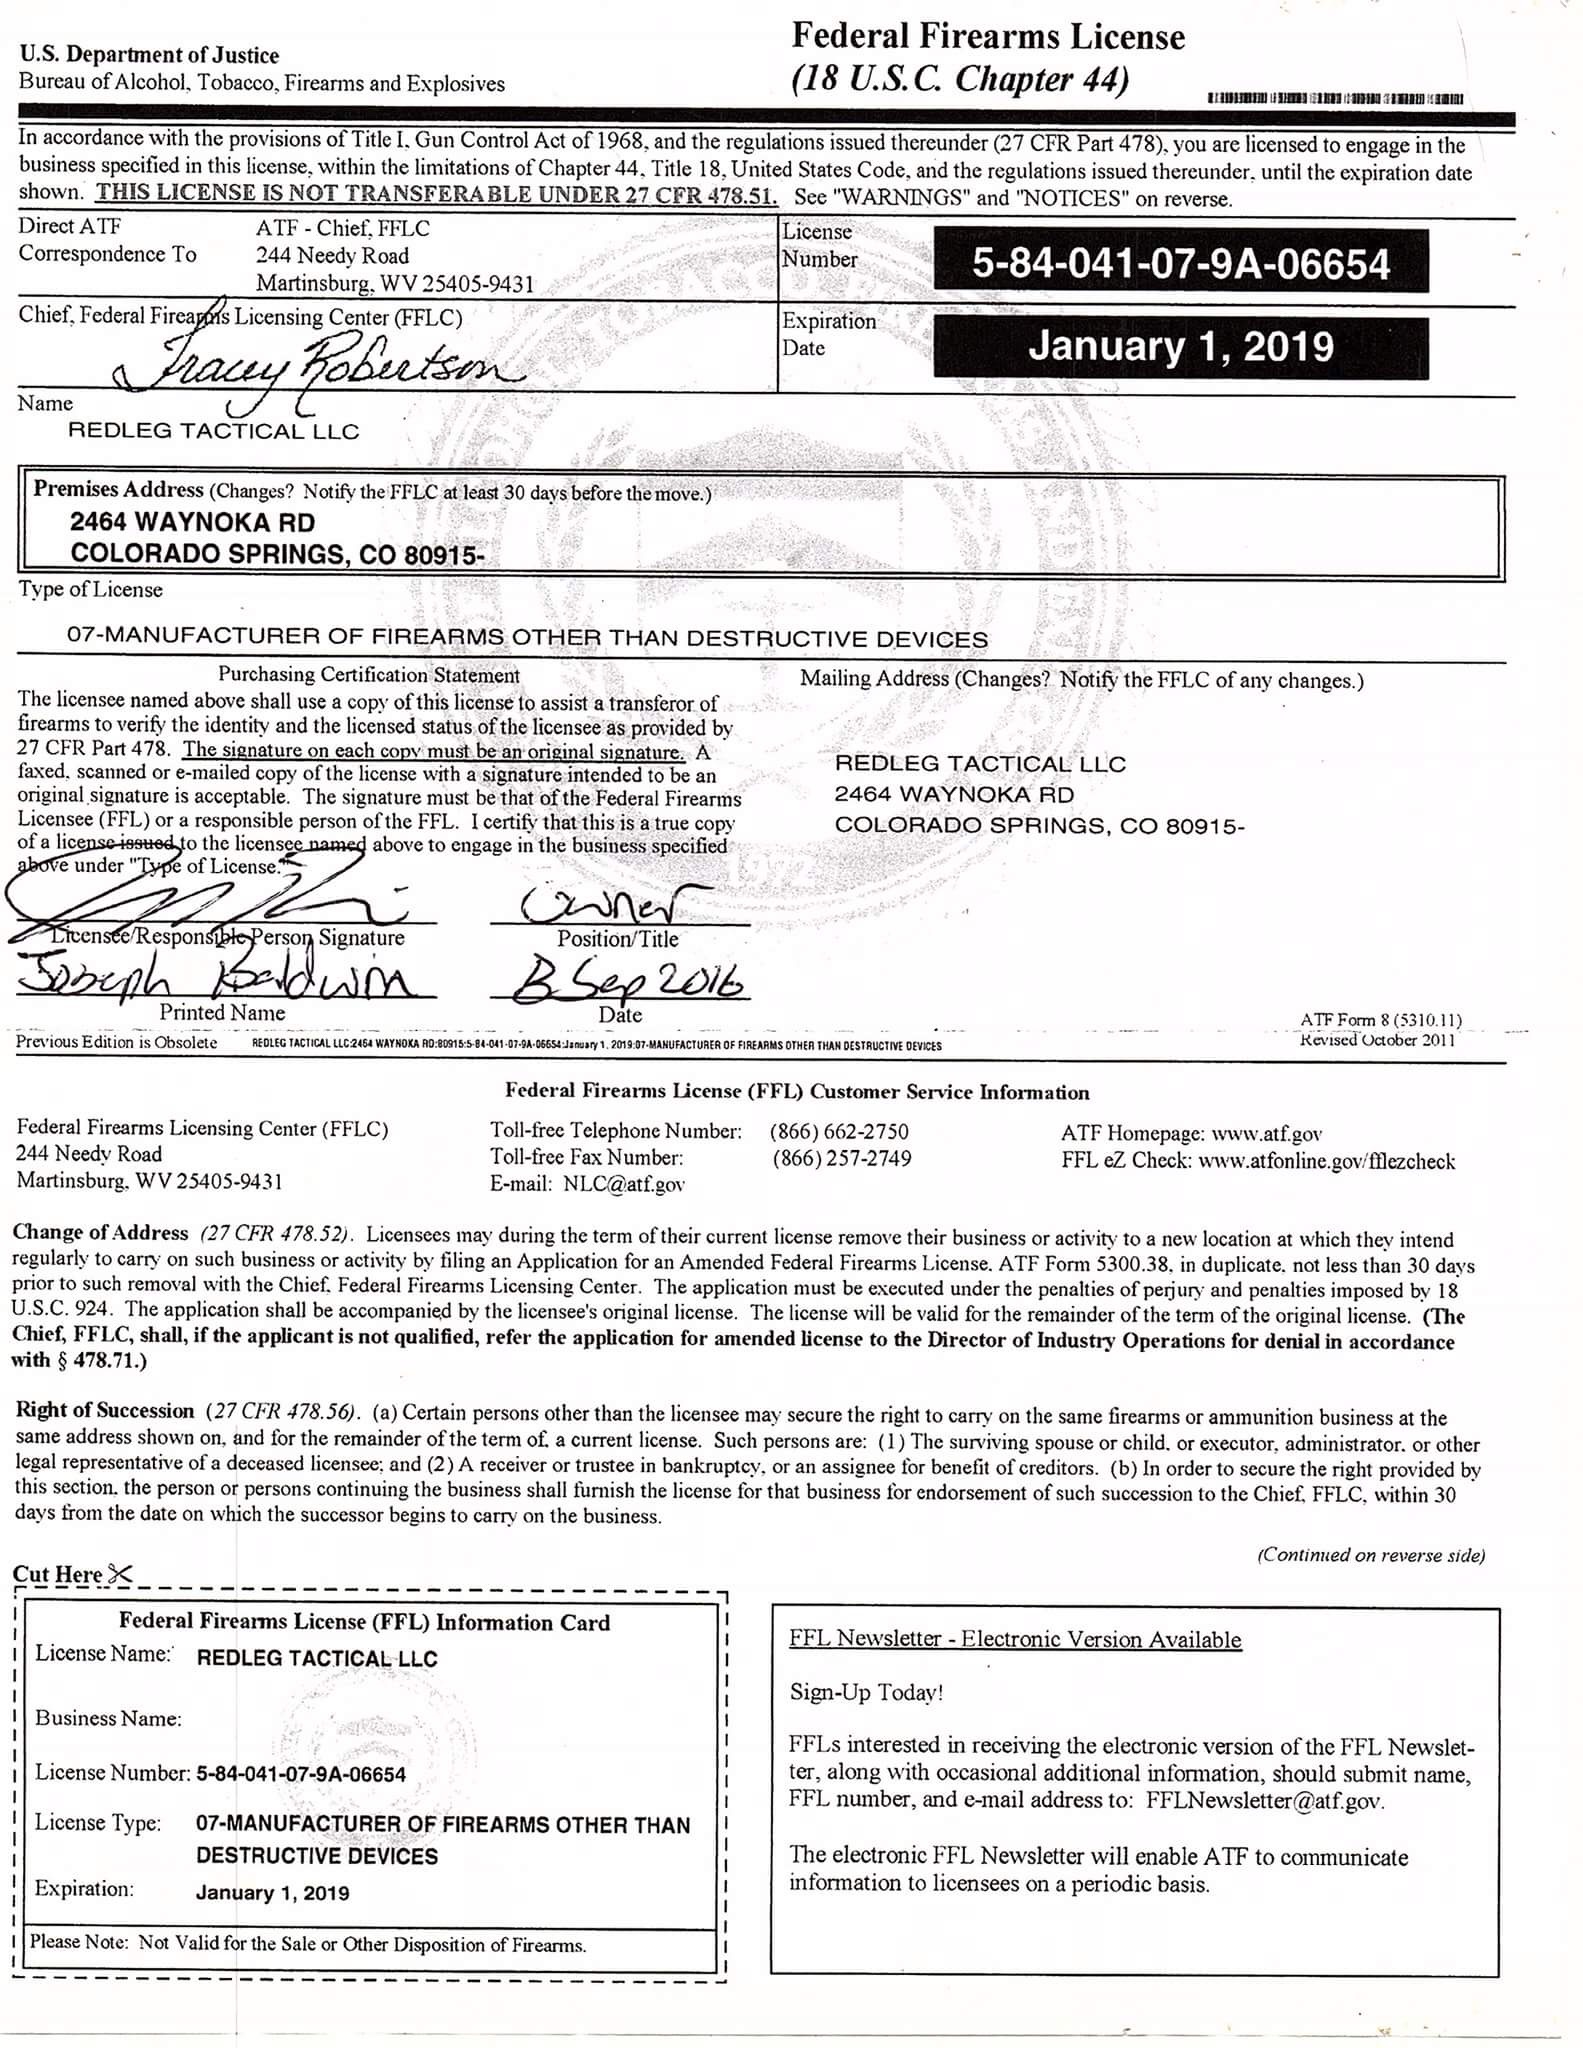 U.S. Department of Justice
Bureau of Alcohol, Tobacco, Firearms and Explosives
Federal Firearms License
(18 U.S.C. Chapter 44)
In accordance with the provisions of Title I, Gun Control Act of 1968, and the regulations issued thereunder (27 CFR Part 478), you are licensed to engage in the
business specified in this license, within the limitations of Chapter 44, Title 18, United States Code, and the regulations issued thereunder, until the expiration date
shown. THIS LICENSE IS NOT TRANSFERABLE UNDER 27 CFR 478.51. See "WARNINGS" and "NOTICES" on reverse.
Direct ATF
Correspondence To
ATF - Chief, FFLC
244 Needy Road
Martinsburg, WV 25405-9431
License
Number
5-84-041-07-9A-06654
Chief, Federal Firearms Licensing Center (FFLC)
Tracey Robertson
Expiration
Date
January 1, 2019
Name
REDLEG TACTICAL LLC
Premises Address (Changes? Notify the FFLC at least 30 days before the move.)
2464 WAYNOKA RD
COLORADO SPRINGS, CO 80915-
Type of License
07-MANUFACTURER OF FIREARMS OTHER THAN DESTRUCTIVE DEVICES
Purchasing Certification Statement
The licensee named above shall use a copy of this license to assist a transferor of
firearms to verify the identity and the licensed status of the licensee as provided by
27 CFR Part 478. The signature on each copy must be an original signature. A
faxed, scanned or e-mailed copy of the license with a signature intended to be an
original signature is acceptable. The signature must be that of the Federal Firearms
Licensee (FFL) or a responsible person of the FFL. I certify that this is a true copy
of a license issued to the licensee named above to engage in the business specified
above under "Type of License."
Mailing Address (Changes? Notify the FFLC of any changes.)
REDLEG TACTICAL LLC
2464 WAYNOKA RD
COLORADO SPRINGS, CO 80915-
Owner
Licensee/Responsible Person Signature
Position/Title
Joseph Baldwin
Sep 2016
Printed Name
Date
ATF Form 8 (5310.11)
Revised October 2011
Previous Edition is Obsolete
REDLEG TACTICAL LLC:2464 WAYNOKA RD:80915:5-84-041-07-9A-06654:January 1, 2019:07-MANUFACTURER OF FIREARMS OTHER THAN DESTRUCTIVE DEVICES
Federal Firearms License (FFL) Customer Service Information
Federal Firearms Licensing Center (FFLC)
244 Needy Road
Martinsburg, WV 25405-9431
Toll-free Telephone Number: (866) 662-2750
Toll-free Fax Number: (866) 257-2749
E-mail: NLC@atf.gov
ATF Homepage: www.atf.gov
FFL eZ Check: www.atfonline.gov/fflezcheck
Change of Address (27 CFR 478.52). Licensees may during the term of their current license remove their business or activity to a new location at which they intend
regularly to carry on such business or activity by filing an Application for an Amended Federal Firearms License, ATF Form 5300.38, in duplicate, not less than 30 days
prior to such removal with the Chief, Federal Firearms Licensing Center. The application must be executed under the penalties of perjury and penalties imposed by 18
U.S.C. 924. The application shall be accompanied by the licensee's original license. The license will be valid for the remainder of the term of the original license. (The
Chief, FFLC, shall, if the applicant is not qualified, refer the application for amended license to the Director of Industry Operations for denial in accordance
with § 478.71.)
Right of Succession (27 CFR 478.56). (a) Certain persons other than the licensee may secure the right to carry on the same firearms or ammunition business at the
same address shown on, and for the remainder of the term of, a current license. Such persons are: (1) The surviving spouse or child, or executor, administrator, or other
legal representative of a deceased licensee; and (2) A receiver or trustee in bankruptcy, or an assignee for benefit of creditors. (b) In order to secure the right provided by
this section, the person or persons continuing the business shall furnish the license for that business for endorsement of such succession to the Chief, FFLC, within 30
days from the date on which the successor begins to carry on the business.
(Continued on reverse side)
Cut Here
Federal Firearms License (FFL) Information Card
License Name: REDLEG TACTICAL LLC
Business Name:
License Number: 5-84-041-07-9A-06654
License Type: 07-MANUFACTURER OF FIREARMS OTHER THAN
DESTRUCTIVE DEVICES
Expiration: January 1, 2019
Please Note: Not Valid for the Sale or Other Disposition of Firearms.
FFL Newsletter - Electronic Version Available
Sign-Up Today!
FFLs interested in receiving the electronic version of the FFL Newslet-
ter, along with occasional additional information, should submit name,
FFL number, and e-mail address to: FFLNewsletter@atf.gov.
The electronic FFL Newsletter will enable ATF to communicate
information to licensees on a periodic basis.